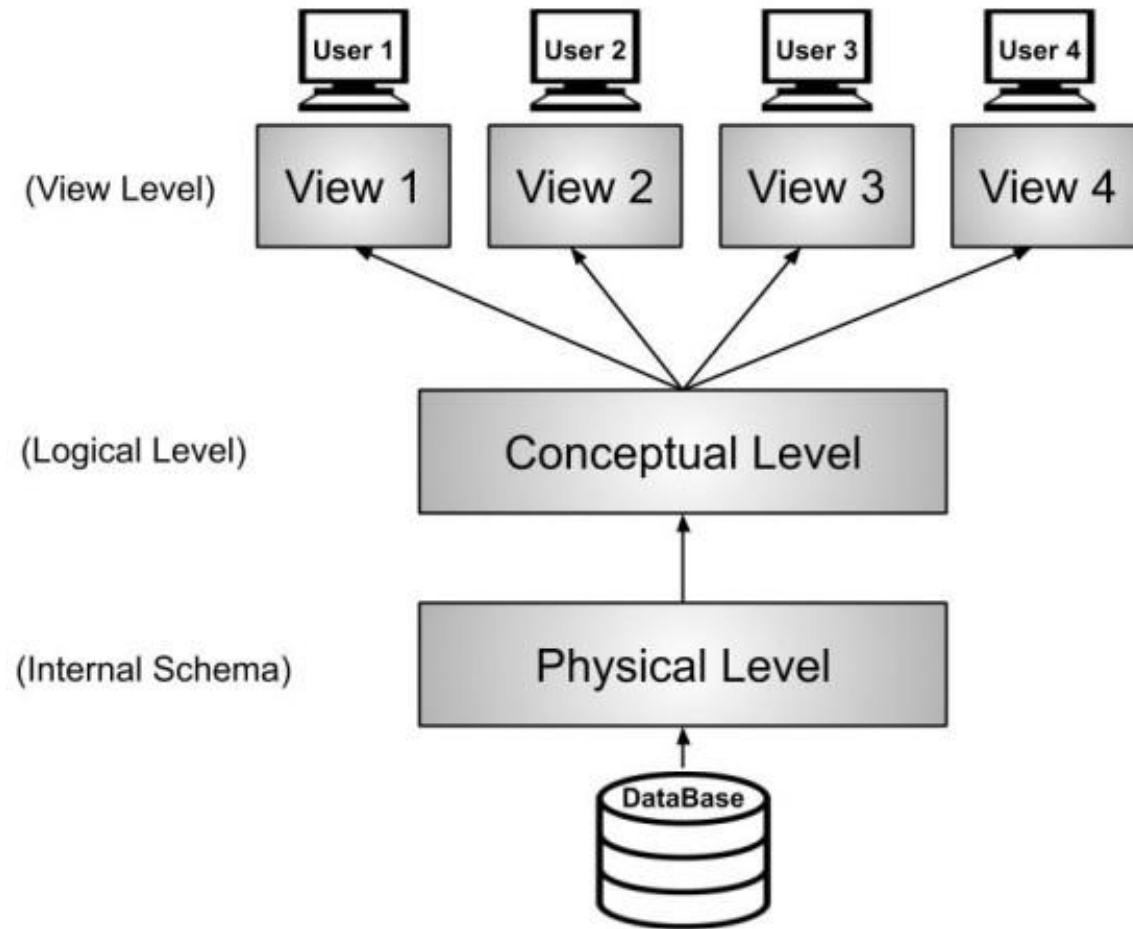 User 1
User 2
User 3
User 4
(View Level)
View 1
View 2
View 3
View 4
(Logical Level)
Conceptual Level
(Internal Schema)
Physical Level
DataBase